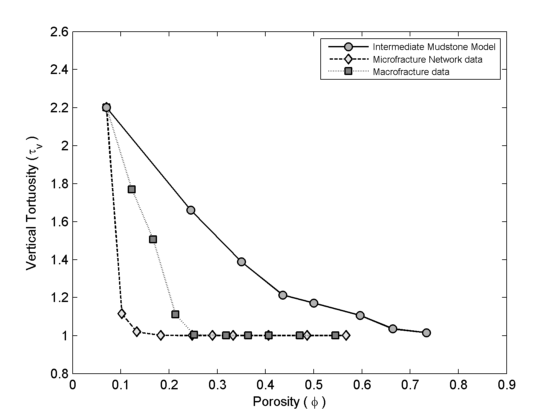 2.6
2.4
2.2
2
1.8
1.6
1.4
1.2
1
0.8
Vertical Tortuosity (τv)
Intermediate Mudstone Model
Microfracture Network data
Macrofracture data
0 0.1 0.2 0.3 0.4 0.5 0.6 0.7 0.8 0.9
Porosity ( ϕ )